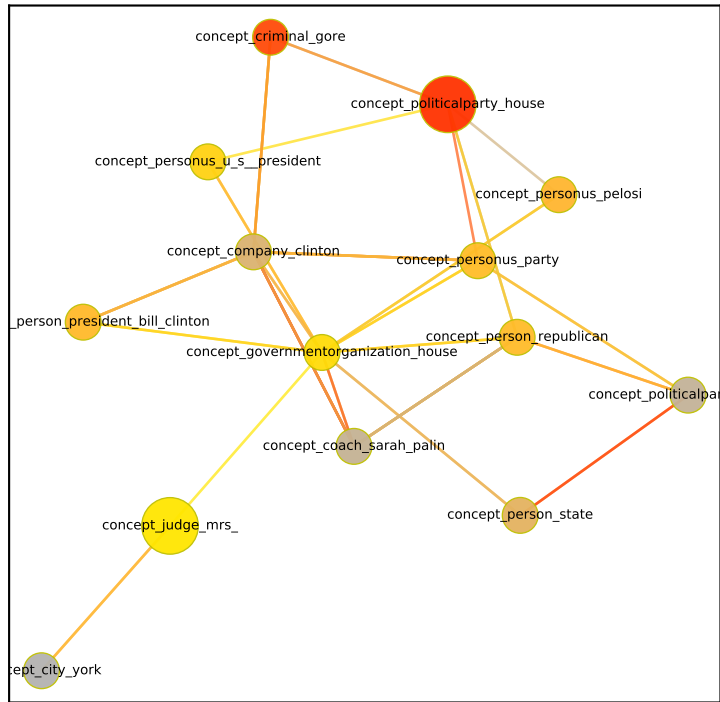 concept_criminal_gore
concept_politicalparty_house
concept_personus_u_s__president
concept_personus_pelosi
concept_company_clinton
concept_personus_party
_person_president_bill_clinton
concept_person_republican
concept_governmentorganization_house
concept_politicalpar
concept_coach_sarah_palin
concept_person_state
concept_judge_mrs_
cept_city_york